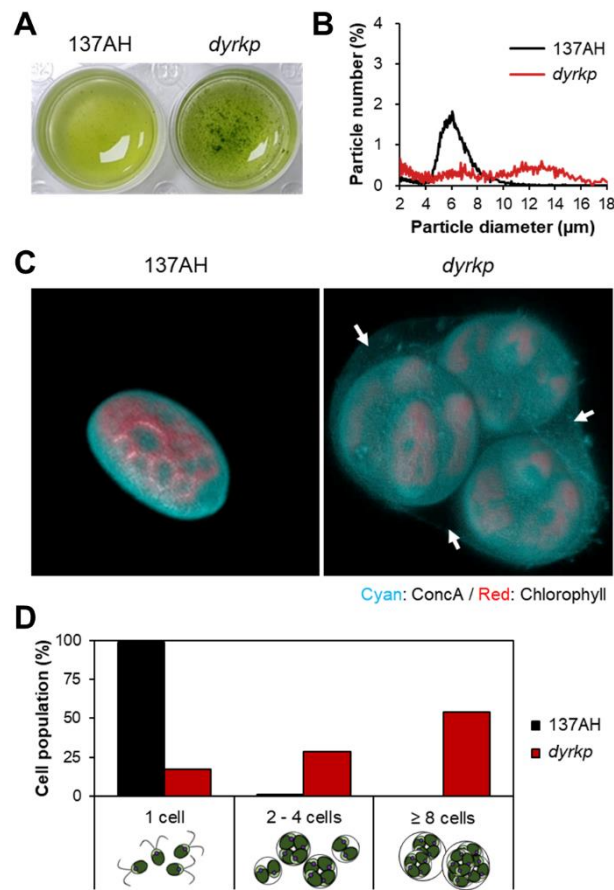 A
137AH
dyrkp
B
Particle number (%)
4
3
2
1
0
2 4 6 8 10 12 14 16 18
Particle diameter (µm)
137AH
dyrkp
C
137AH
dyrkp
Cyan: ConcA / Red: Chlorophyll
D
Cell population (%)
100
75
50
25
0
1 cell
2 - 4 cells
≥ 8 cells
137AH
dyrkp